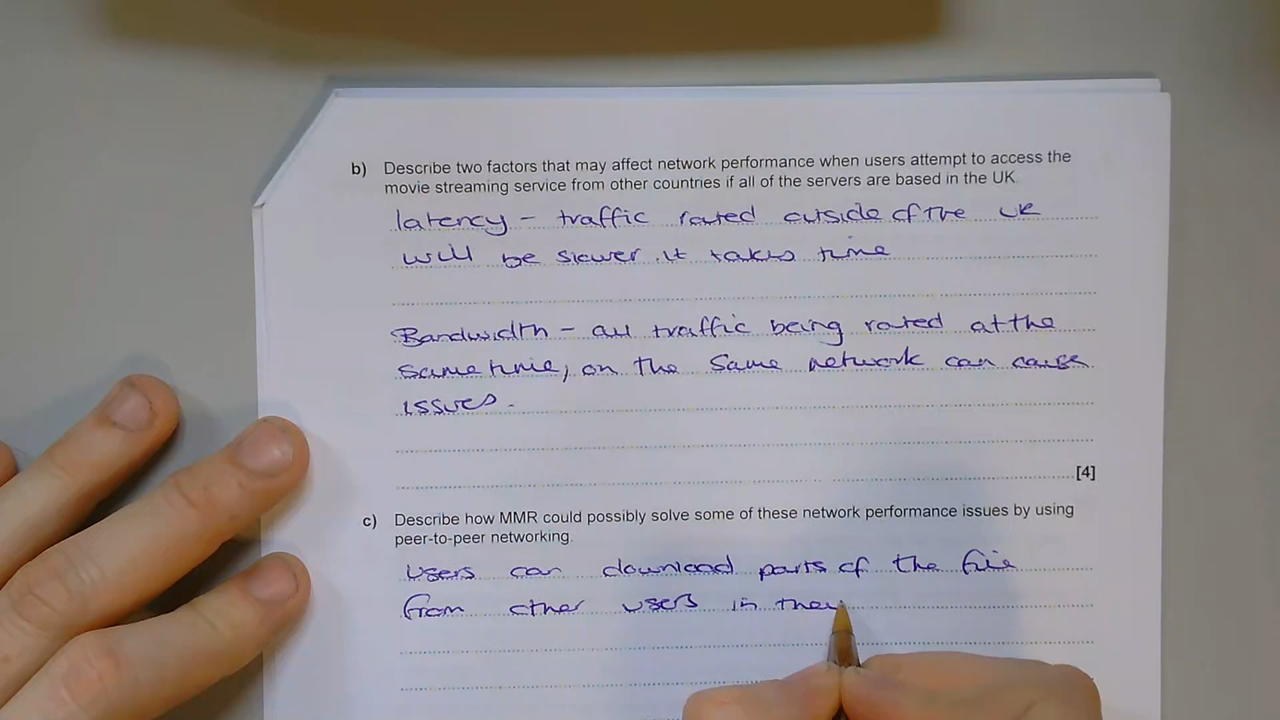 b) Describe two factors that may affect network performance when users attempt to access the
movie streaming service from other countries if all of the servers are based in the UK.
latency - traffic rated outside of the UK
will be slower it takes time
Bandwidth - all traffic being rated at the
same time, on the same network can cause
issues.
[4]
c) Describe how MMR could possibly solve some of these network performance issues by using
peer-to-peer networking.
Users can download parts of the file
from other users in their